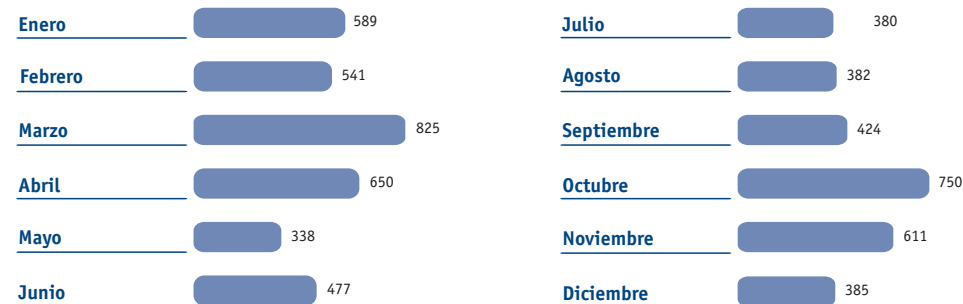 Enero 589
Febrero 541
Marzo 825
Abril 650
Mayo 338
Junio 477
Julio 380
Agosto 382
Septiembre 424
Octubre 750
Noviembre 611
Diciembre 385